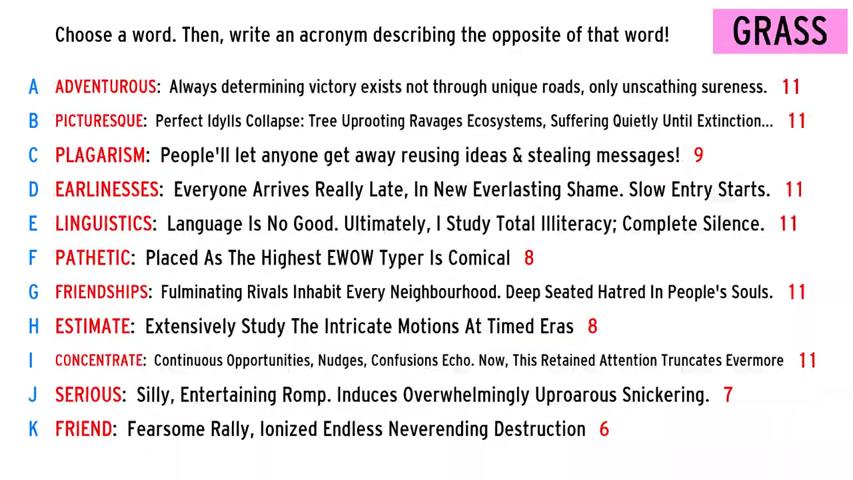 Choose a word. Then, write an acronym describing the opposite of that word!
GRASS
A ADVENTUROUS: Always determining victory exists not through unique roads, only unscathing sureness. 11
B PICTURESQUE: Perfect Idylls Collapse: Tree Uprooting Ravages Ecosystems, Suffering Quietly Until Extinction... 11
C PLAGARISM: People'll let anyone get away reusing ideas & stealing messages! 9
D EARLINESSES: Everyone Arrives Really Late, In New Everlasting Shame. Slow Entry Starts. 11
E LINGUISTICS: Language Is No Good. Ultimately, I Study Total Illiteracy; Complete Silence. 11
F PATHETIC: Placed As The Highest EWOW Typer Is Comical 8
G FRIENDSHIPS: Fulminating Rivals Inhabit Every Neighbourhood. Deep Seated Hatred In People's Souls. 11
H ESTIMATE: Extensively Study The Intricate Motions At Timed Eras 8
I CONCENTRATE: Continuous Opportunities, Nudges, Confusions Echo. Now, This Retained Attention Truncates Evermore 11
J SERIOUS: Silly, Entertaining Romp. Induces Overwhelmingly Uproarous Snickering. 7
K FRIEND: Fearsome Rally, Ionized Endless Neverending Destruction 6